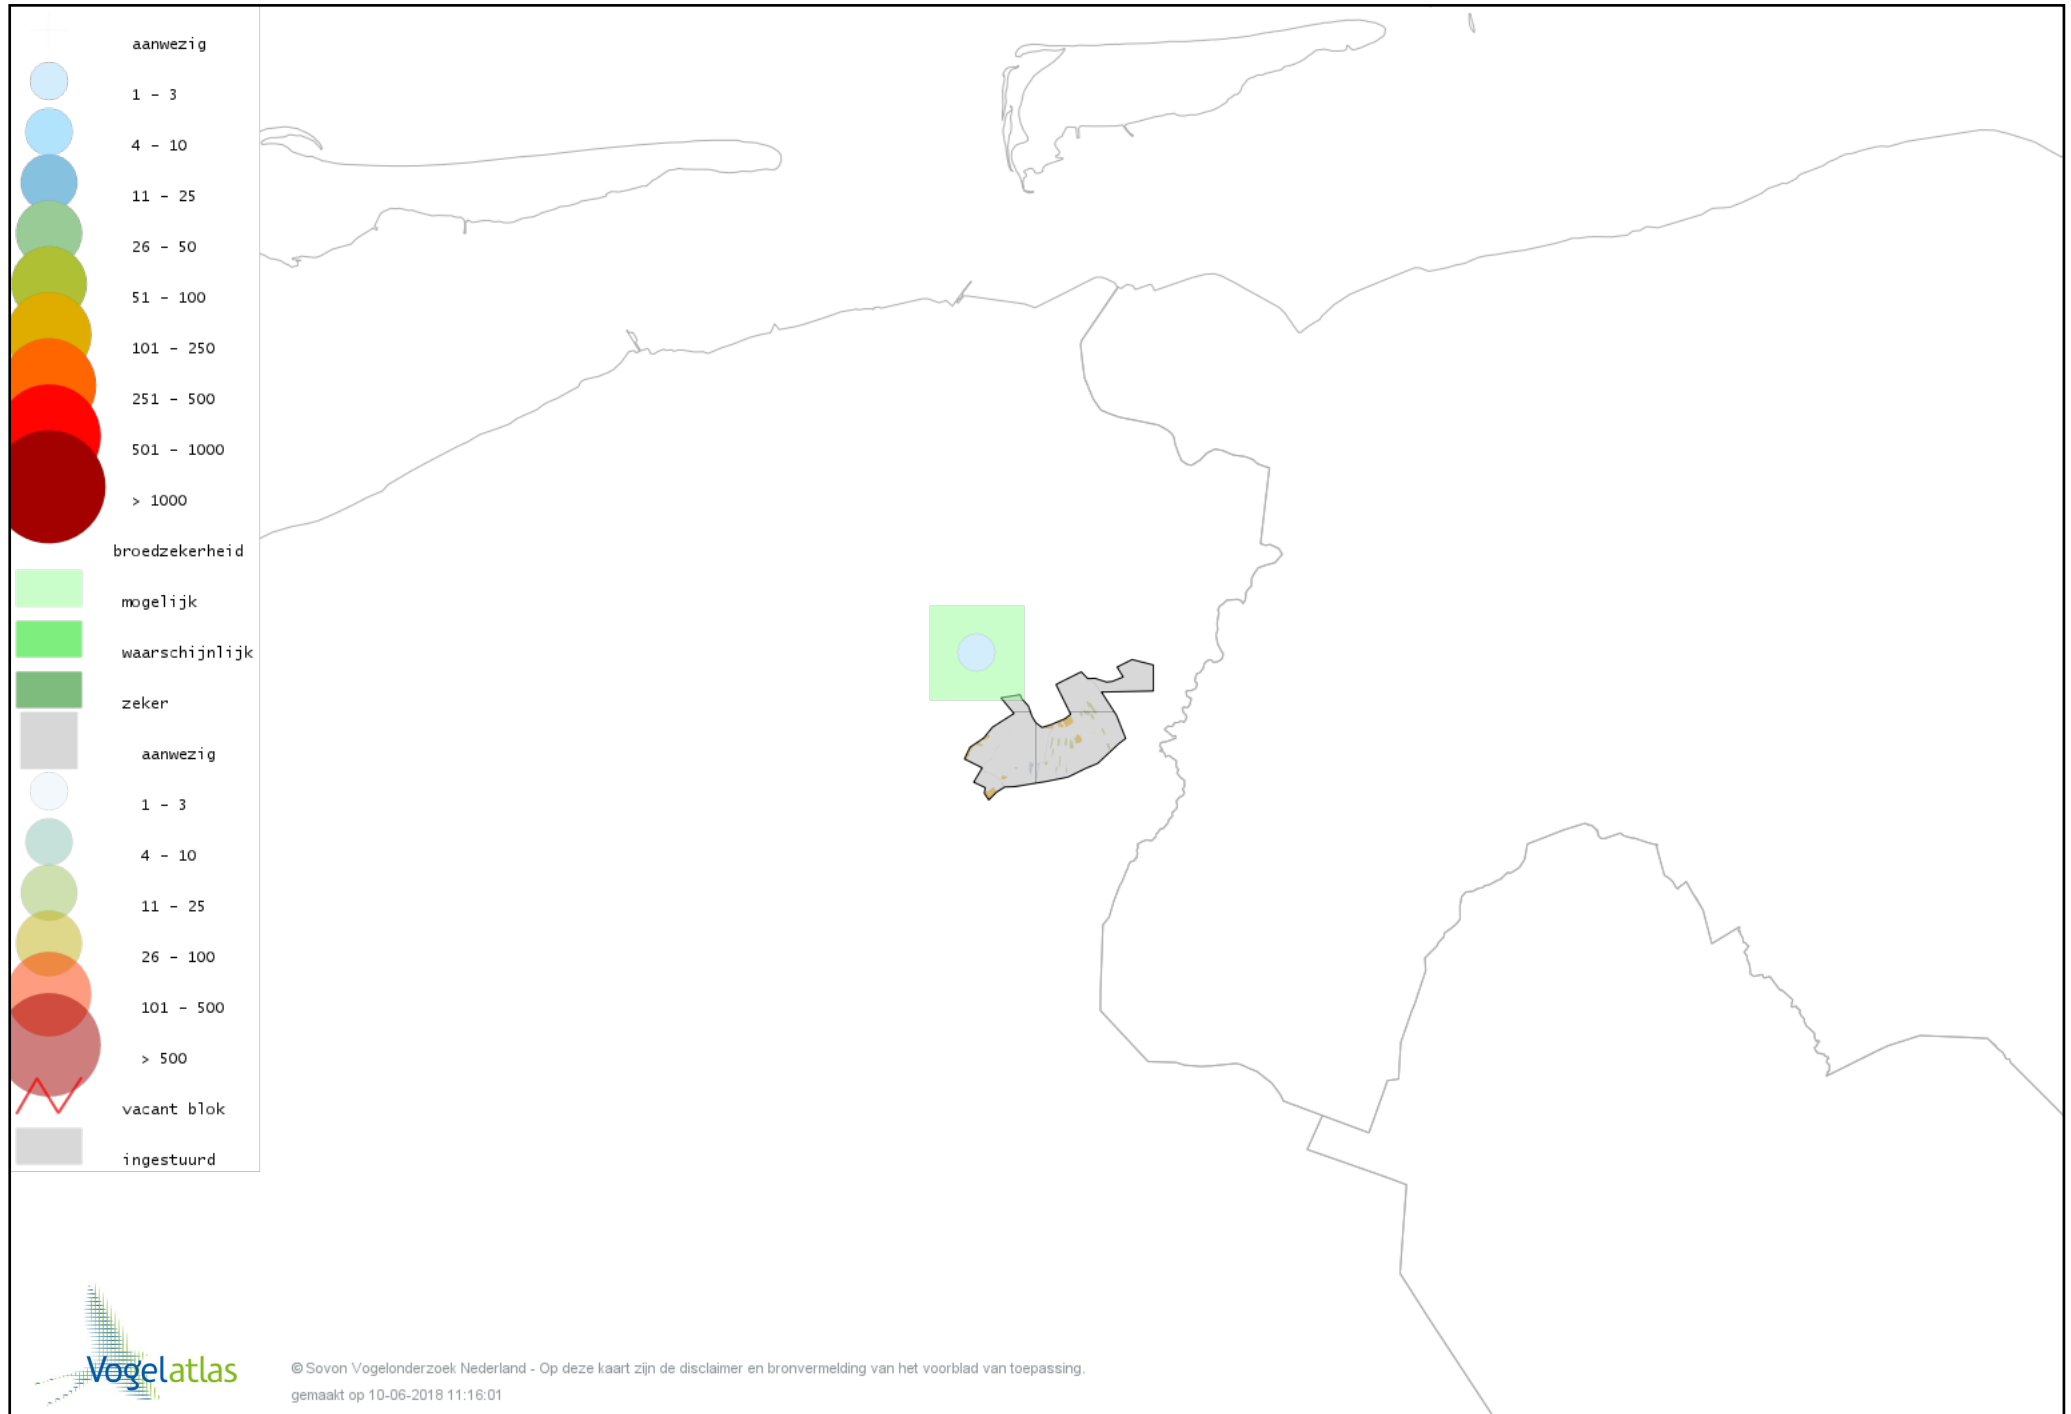 aanwezig
1 - 3
4 - 10
11 - 25
26 - 50
51 - 100
101 - 250
251 - 500
501 - 1000
> 1000
broedzekerheid
mogelijk
waarschijnlijk
zeker
aanwezig
1 - 3
4 - 10
11 - 25
26 - 100
101 - 500
> 500
vacant blok
ingestuurd
Vogelatlas
© Sovon Vogelonderzoek Nederland - Op deze kaart zijn de disclaimer en bronvermelding van het voorblad van toepassing.
gemaakt op 10-06-2018 11:16:01